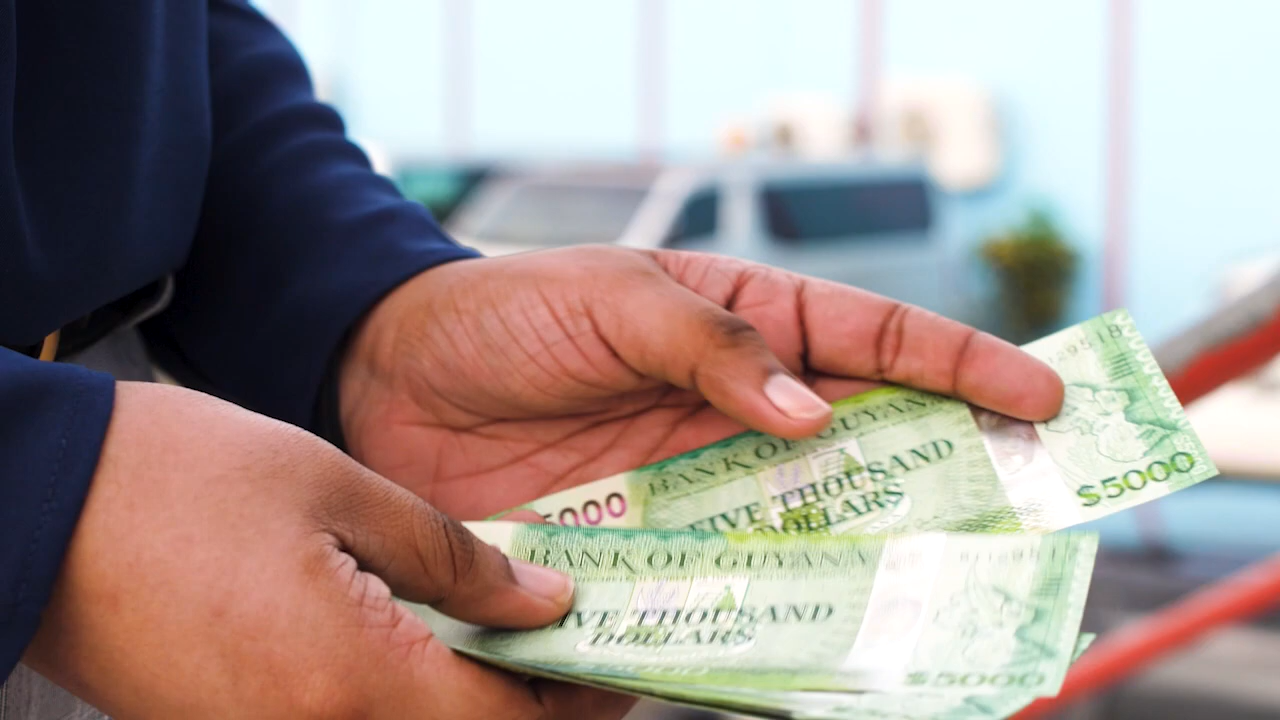 BANK OF GUYANA
5000
FIVE THOUSAND
DOLLARS
$5000
BANK OF GUYANA
FIVE THOUSAND
DOLLARS
$5000